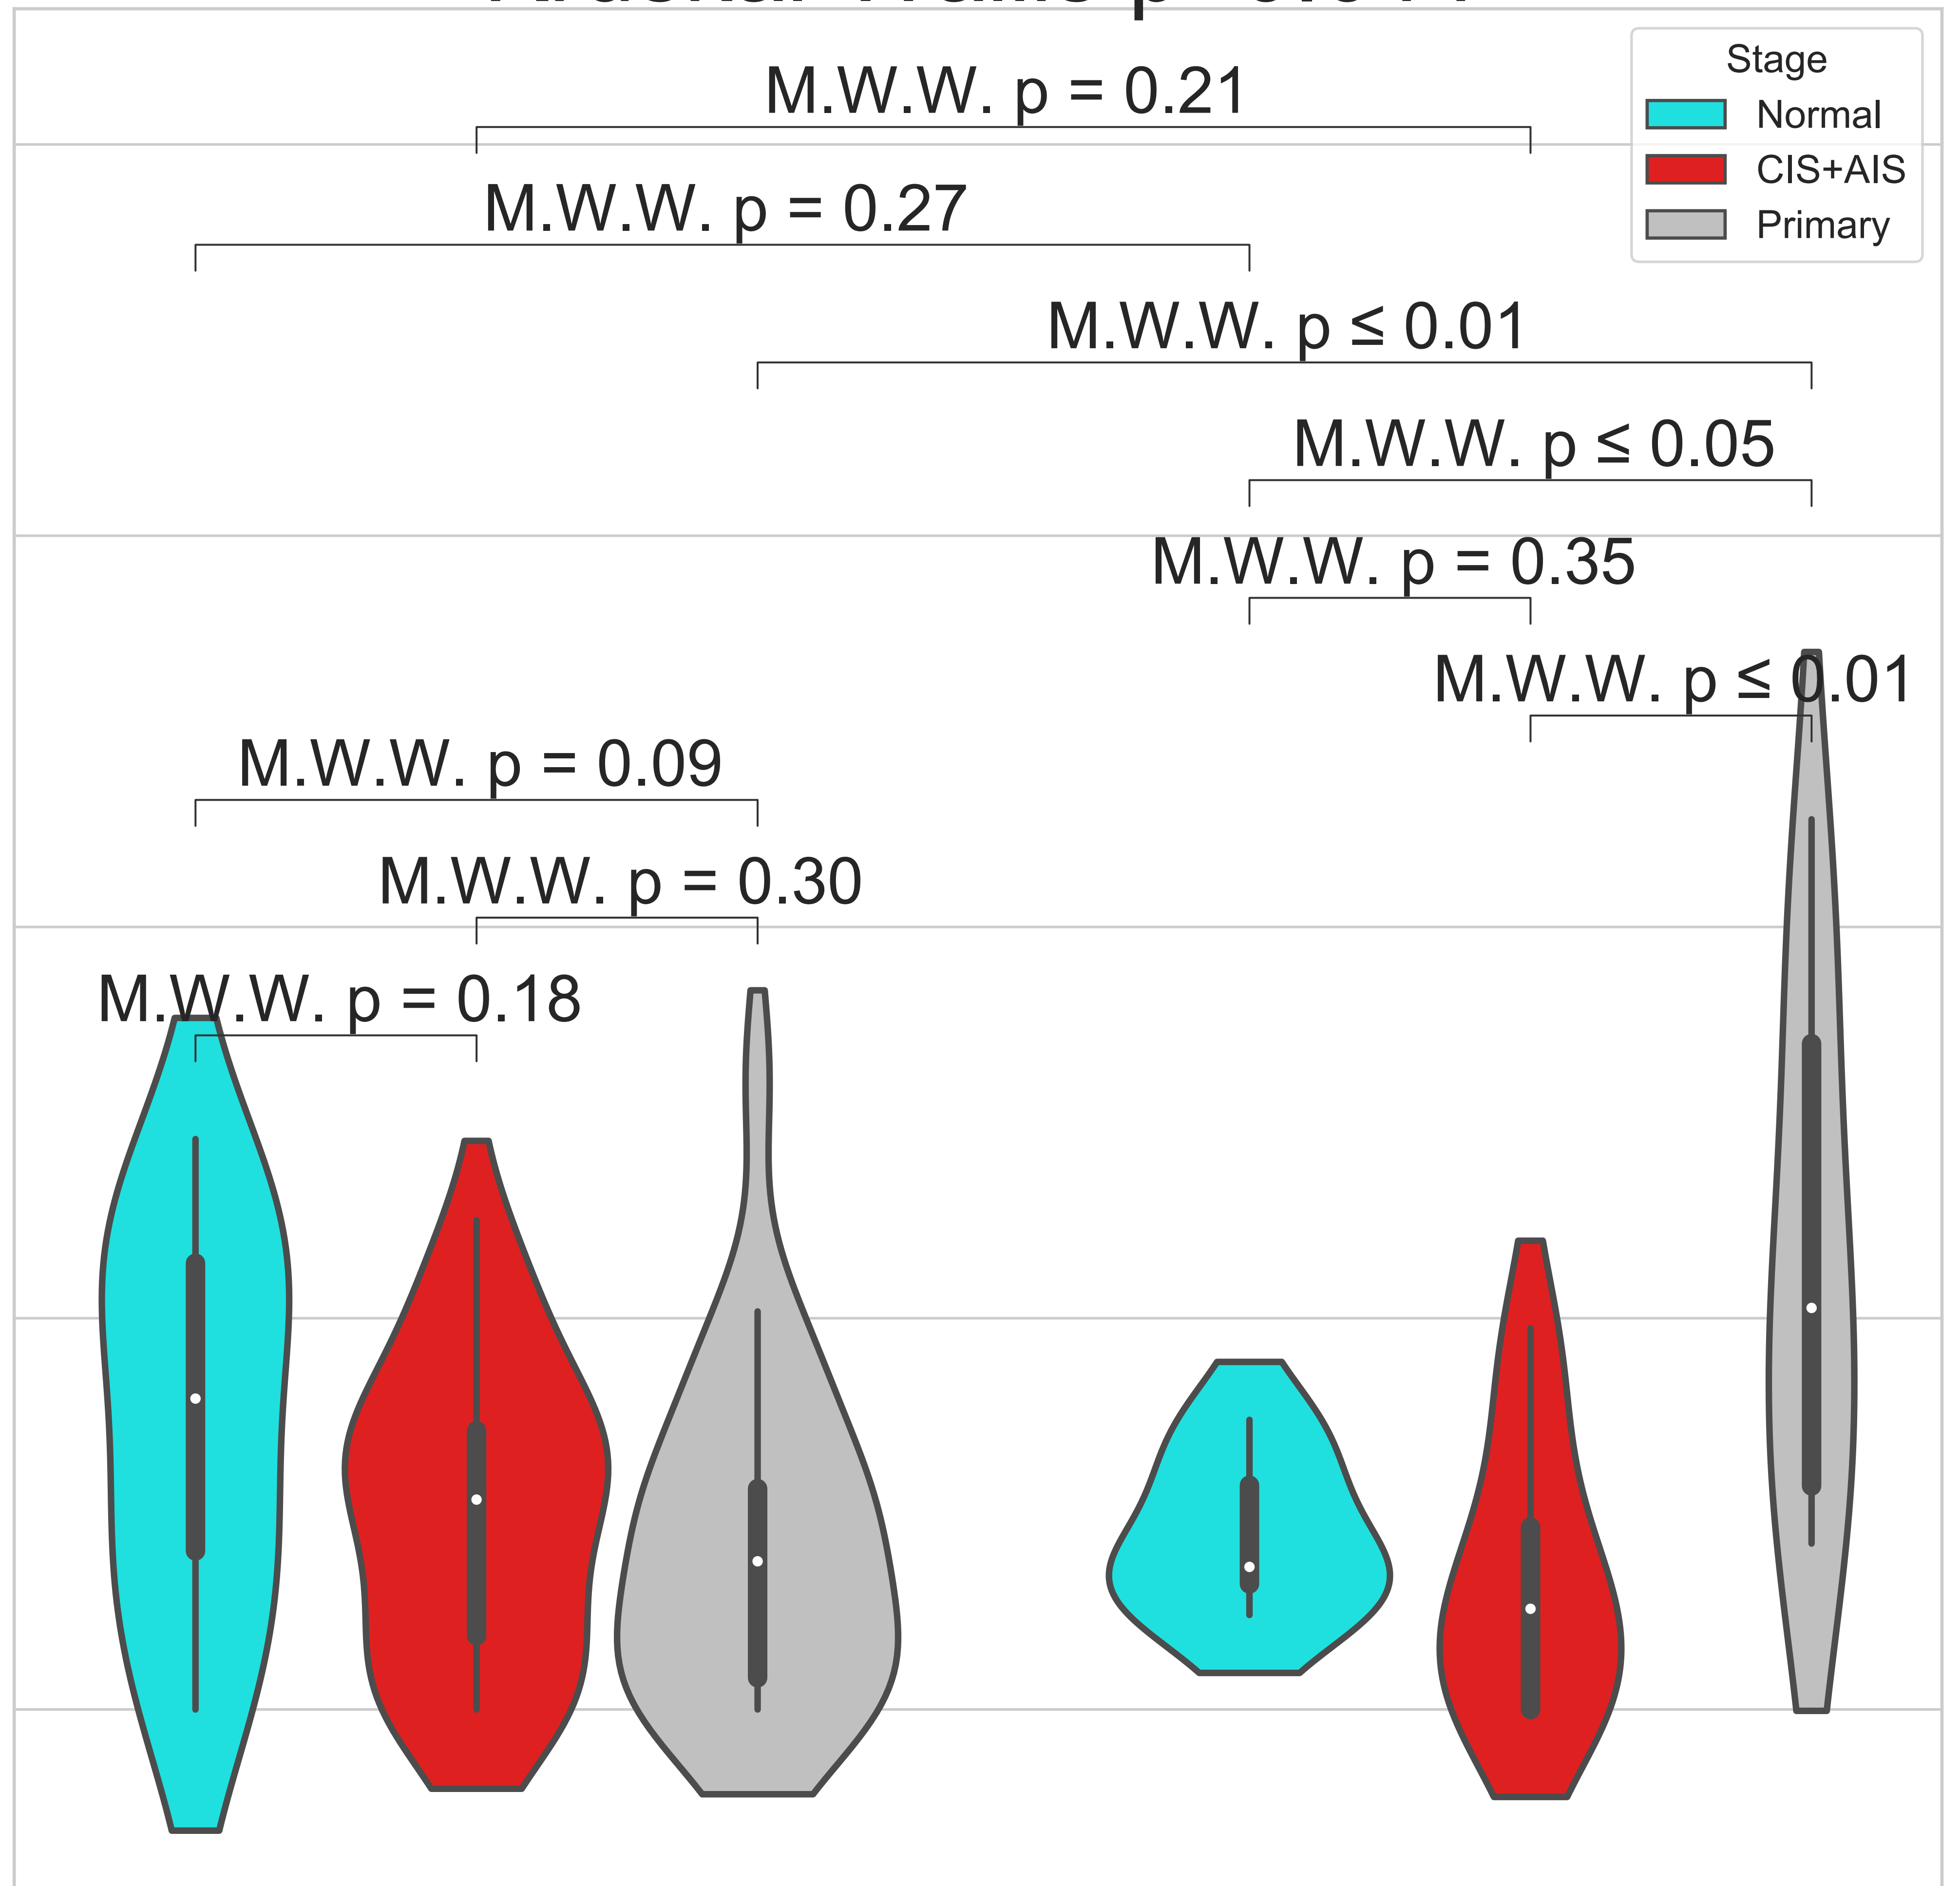 M.W.W. p = 0.21
Stage
Normal
CIS+AIS
Primary
M.W.W. p = 0.27
M.W.W. p ≤ 0.01
M.W.W. p ≤ 0.05
M.W.W. p = 0.35
M.W.W. p ≤ 0.01
M.W.W. p = 0.09
M.W.W. p = 0.30
M.W.W. p = 0.18